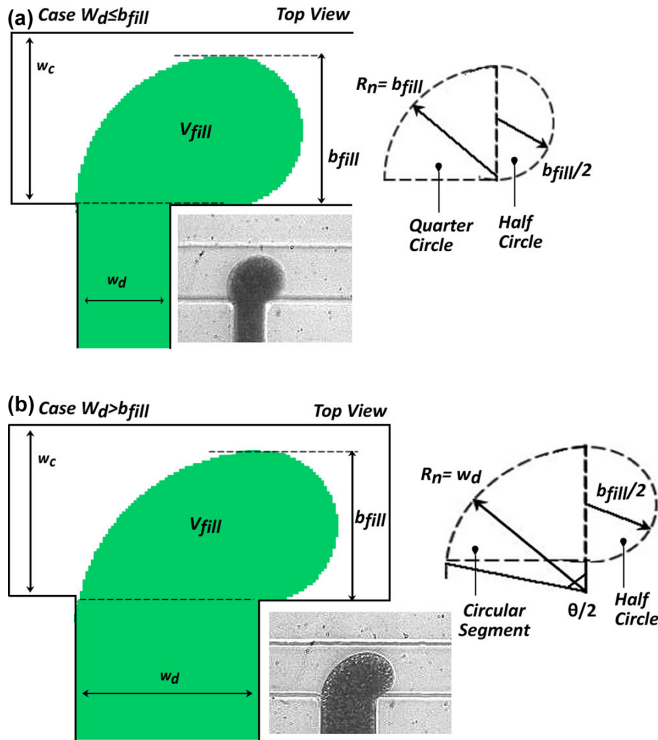 (a) Case Wd≤bfill Top View
wc
Vfill
bfill
wd
Rn= bfill
bfill/2
Quarter
Circle
Half
Circle
(b) Case Wd>bfill Top View
wc
Vfill
bfill
wd
Rn= wd
bfill/2
Circular
Segment
θ/2
Half
Circle